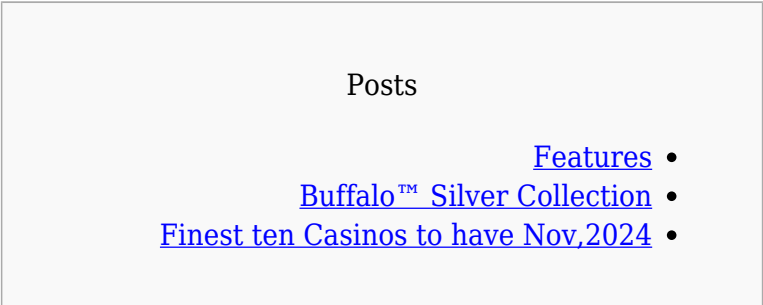 Posts
Features
Buffalo™ Silver Collection
Finest ten Casinos to have Nov,2024